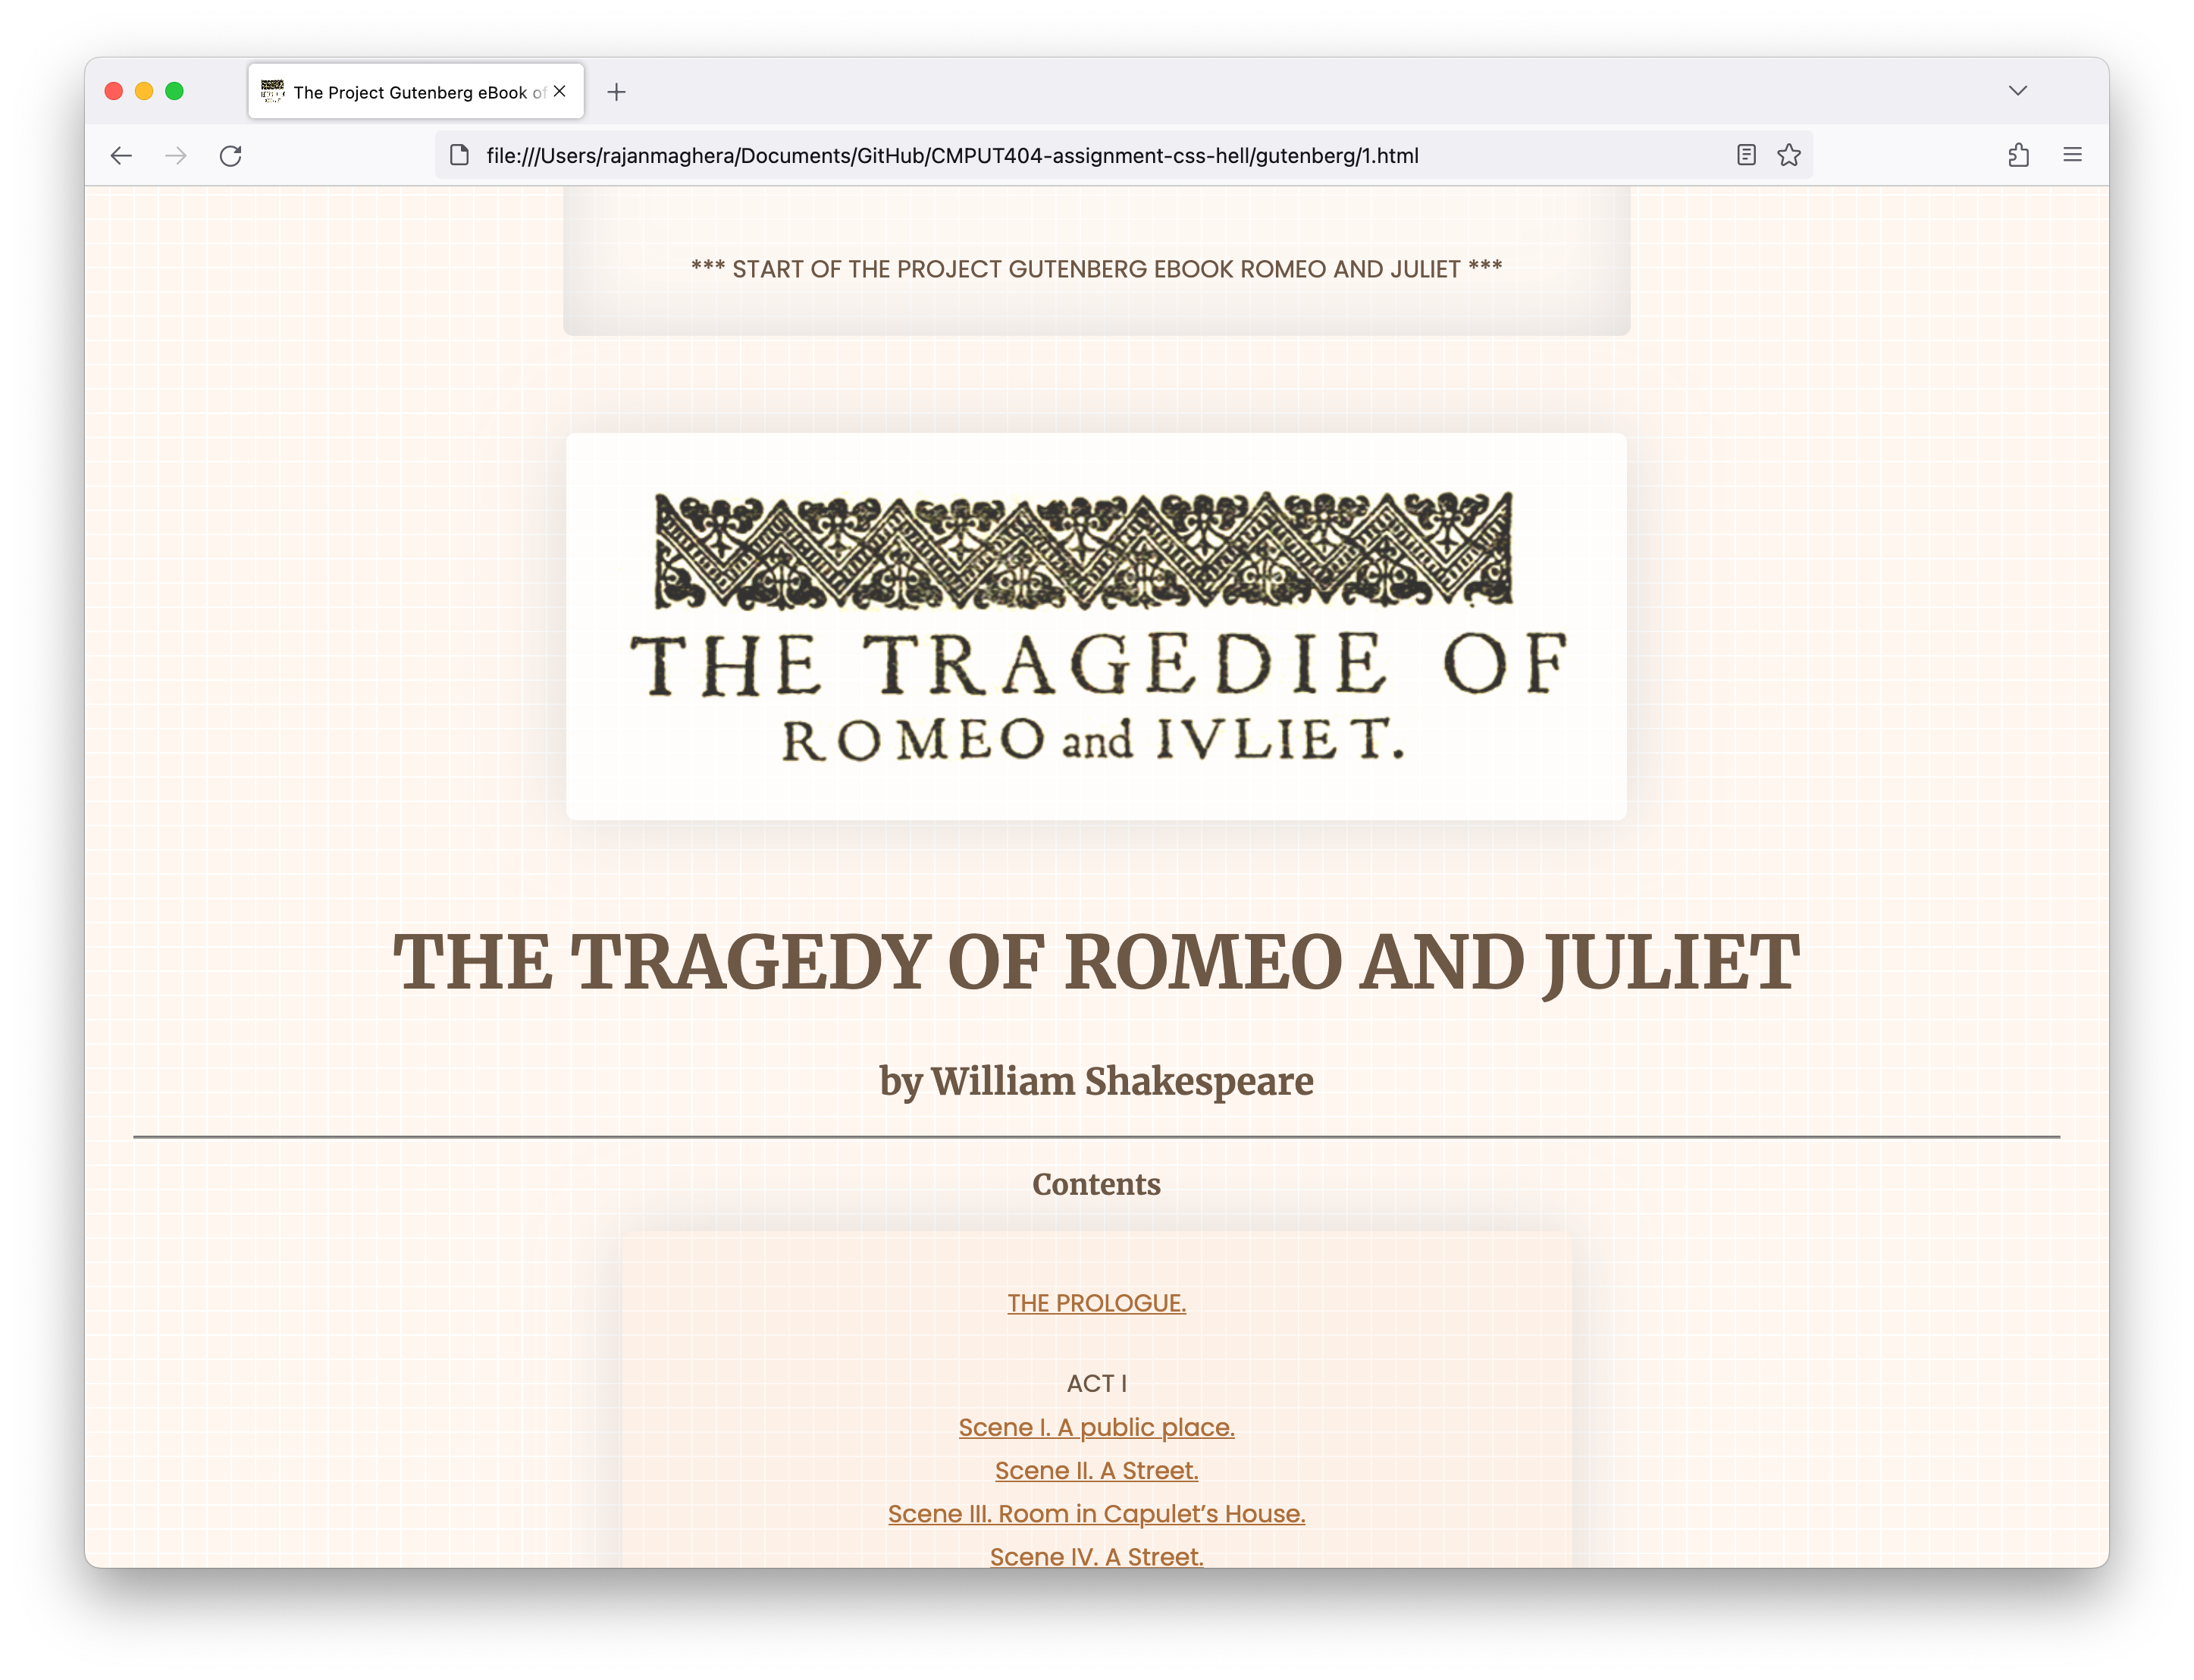 The Project Gutenberg eBook of
file:///Users/rajanmaghera/Documents/GitHub/CMPUT404-assignment-css-hell/gutenberg/1.html
*** START OF THE PROJECT GUTENBERG EBOOK ROMEO AND JULIET ***
THE TRAGEDIE OF
ROMEO and IVLIET.
THE TRAGEDY OF ROMEO AND JULIET
by William Shakespeare
Contents
THE PROLOGUE.
ACT I
Scene I. A public place.
Scene II. A Street.
Scene III. Room in Capulet’s House.
Scene IV. A Street.